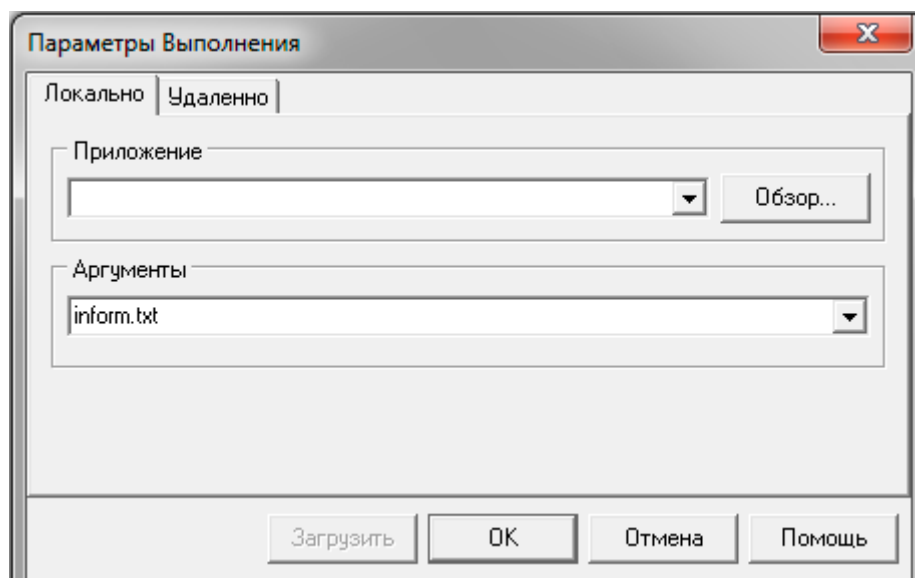 Параметры Выполнения
Локально Удаленно
Приложение
Обзор...
Аргументы
inform.txt
Загрузить OK Отмена Помощь